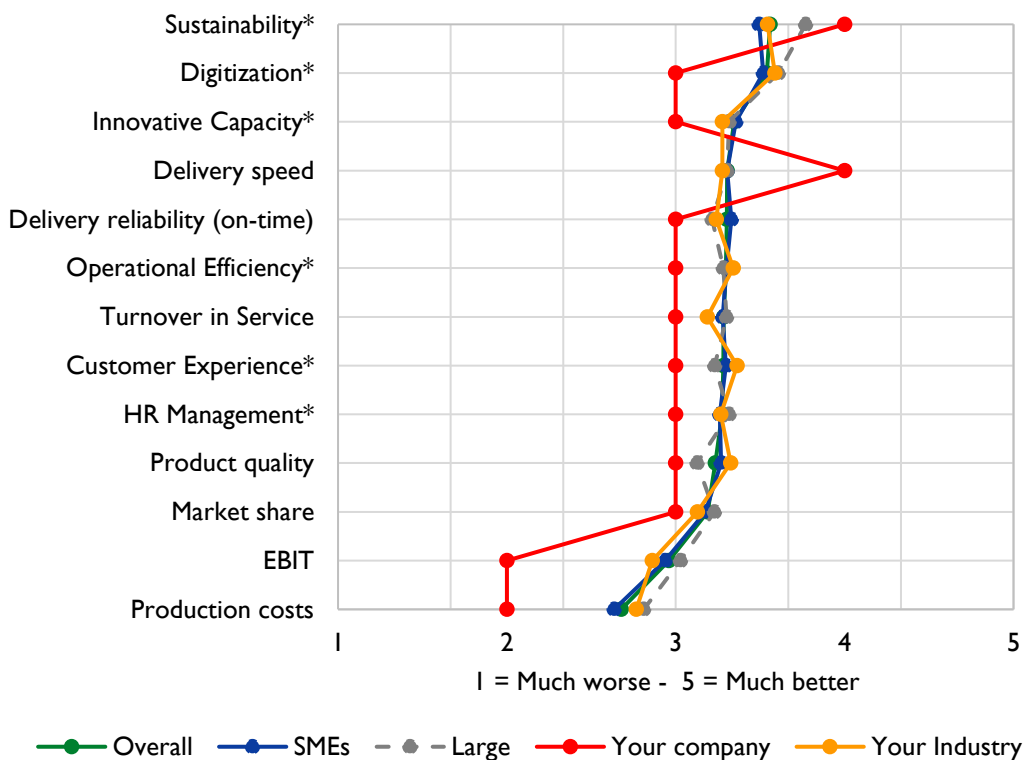 Sustainability*
Digitization*
Innovative Capacity*
Delivery speed
Delivery reliability (on-time)
Operational Efficiency*
Turnover in Service
Customer Experience*
HR Management*
Product quality
Market share
EBIT
Production costs
1 2 3 4 5
1 = Much worse - 5 = Much better
Overall SMEs Large Your company Your Industry